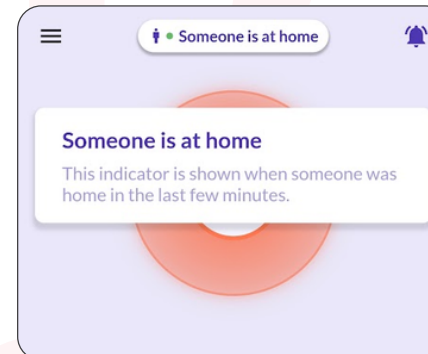 Someone is at home
Someone is at home
This indicator is shown when someone was
home in the last few minutes.